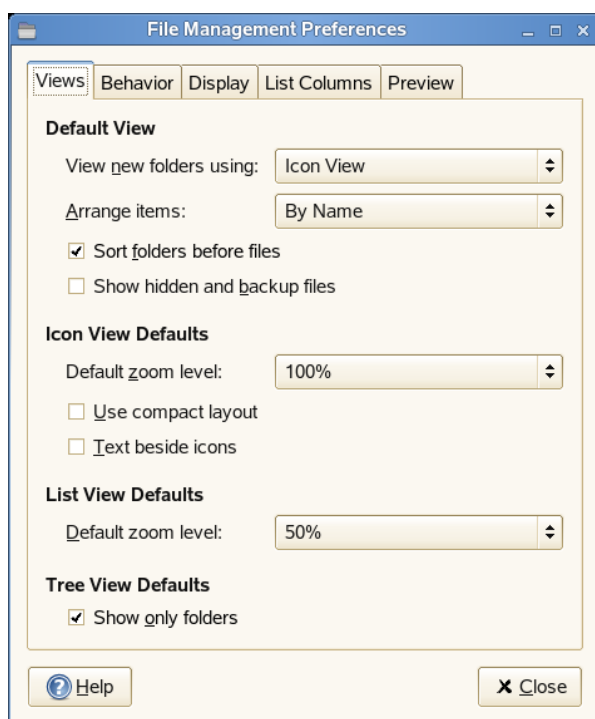 File Management Preferences
Views Behavior Display List Columns Preview
Default View
View new folders using: Icon View
Arrange items: By Name
Sort folders before files
Show hidden and backup files
Icon View Defaults
Default zoom level: 100%
Use compact layout
Text beside icons
List View Defaults
Default zoom level: 50%
Tree View Defaults
Show only folders
Help Close